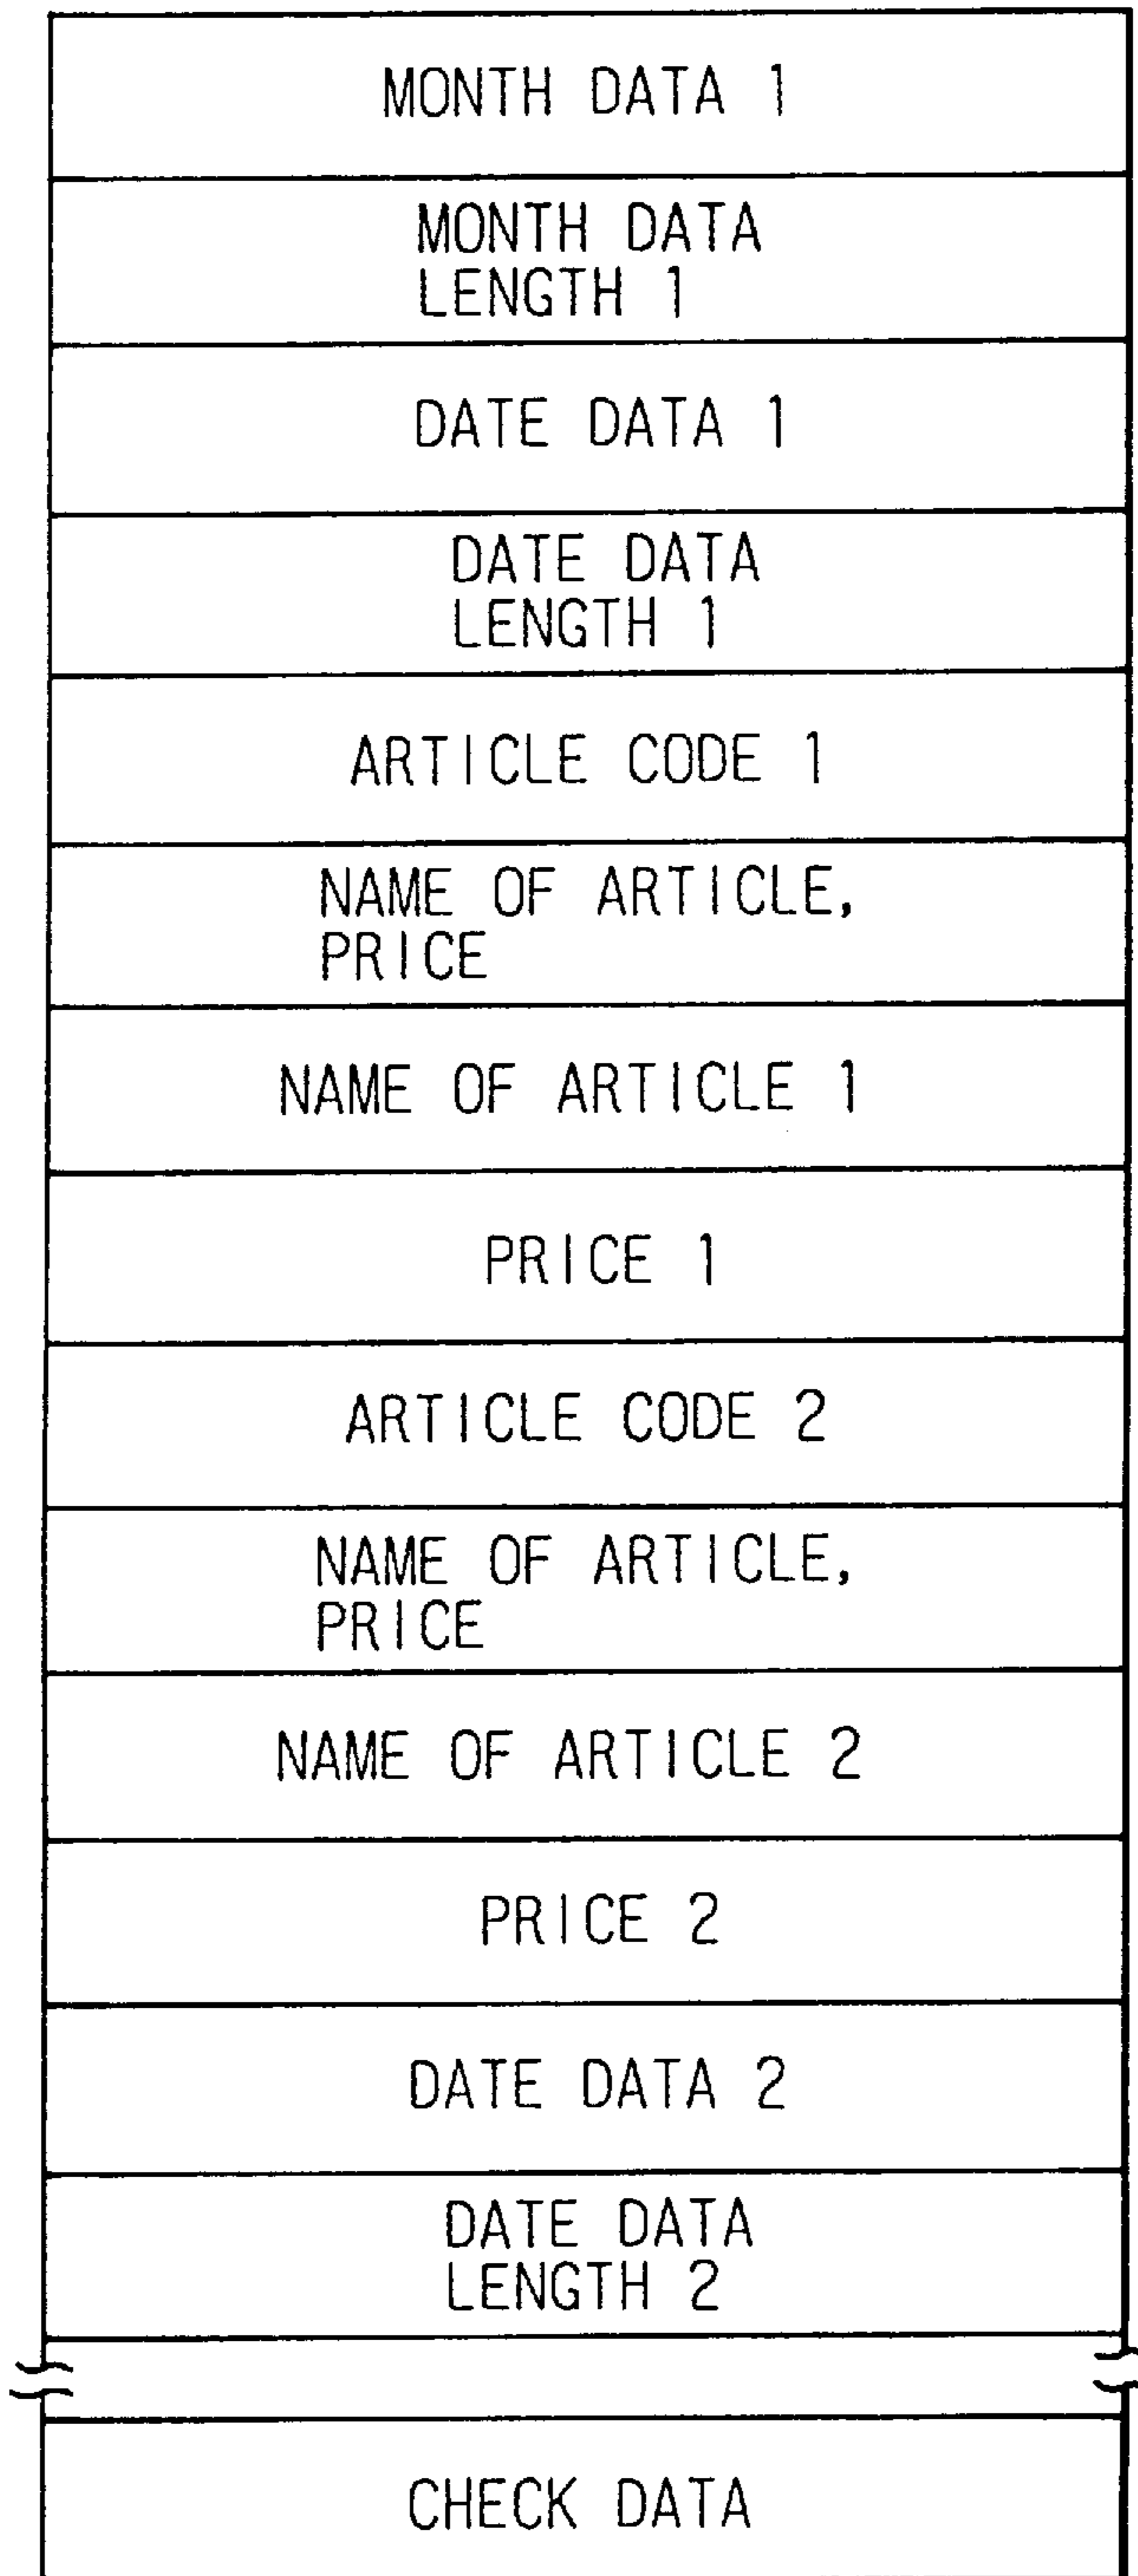 MONTH DATA 1
MONTH DATA
LENGTH 1
DATE DATA 1
DATE DATA
LENGTH 1
ARTICLE CODE 1
NAME OF ARTICLE,
PRICE
NAME OF ARTICLE 1
PRICE 1
ARTICLE CODE 2
NAME OF ARTICLE,
PRICE
NAME OF ARTICLE 2
PRICE 2
DATE DATA 2
DATE DATA
LENGTH 2
CHECK DATA